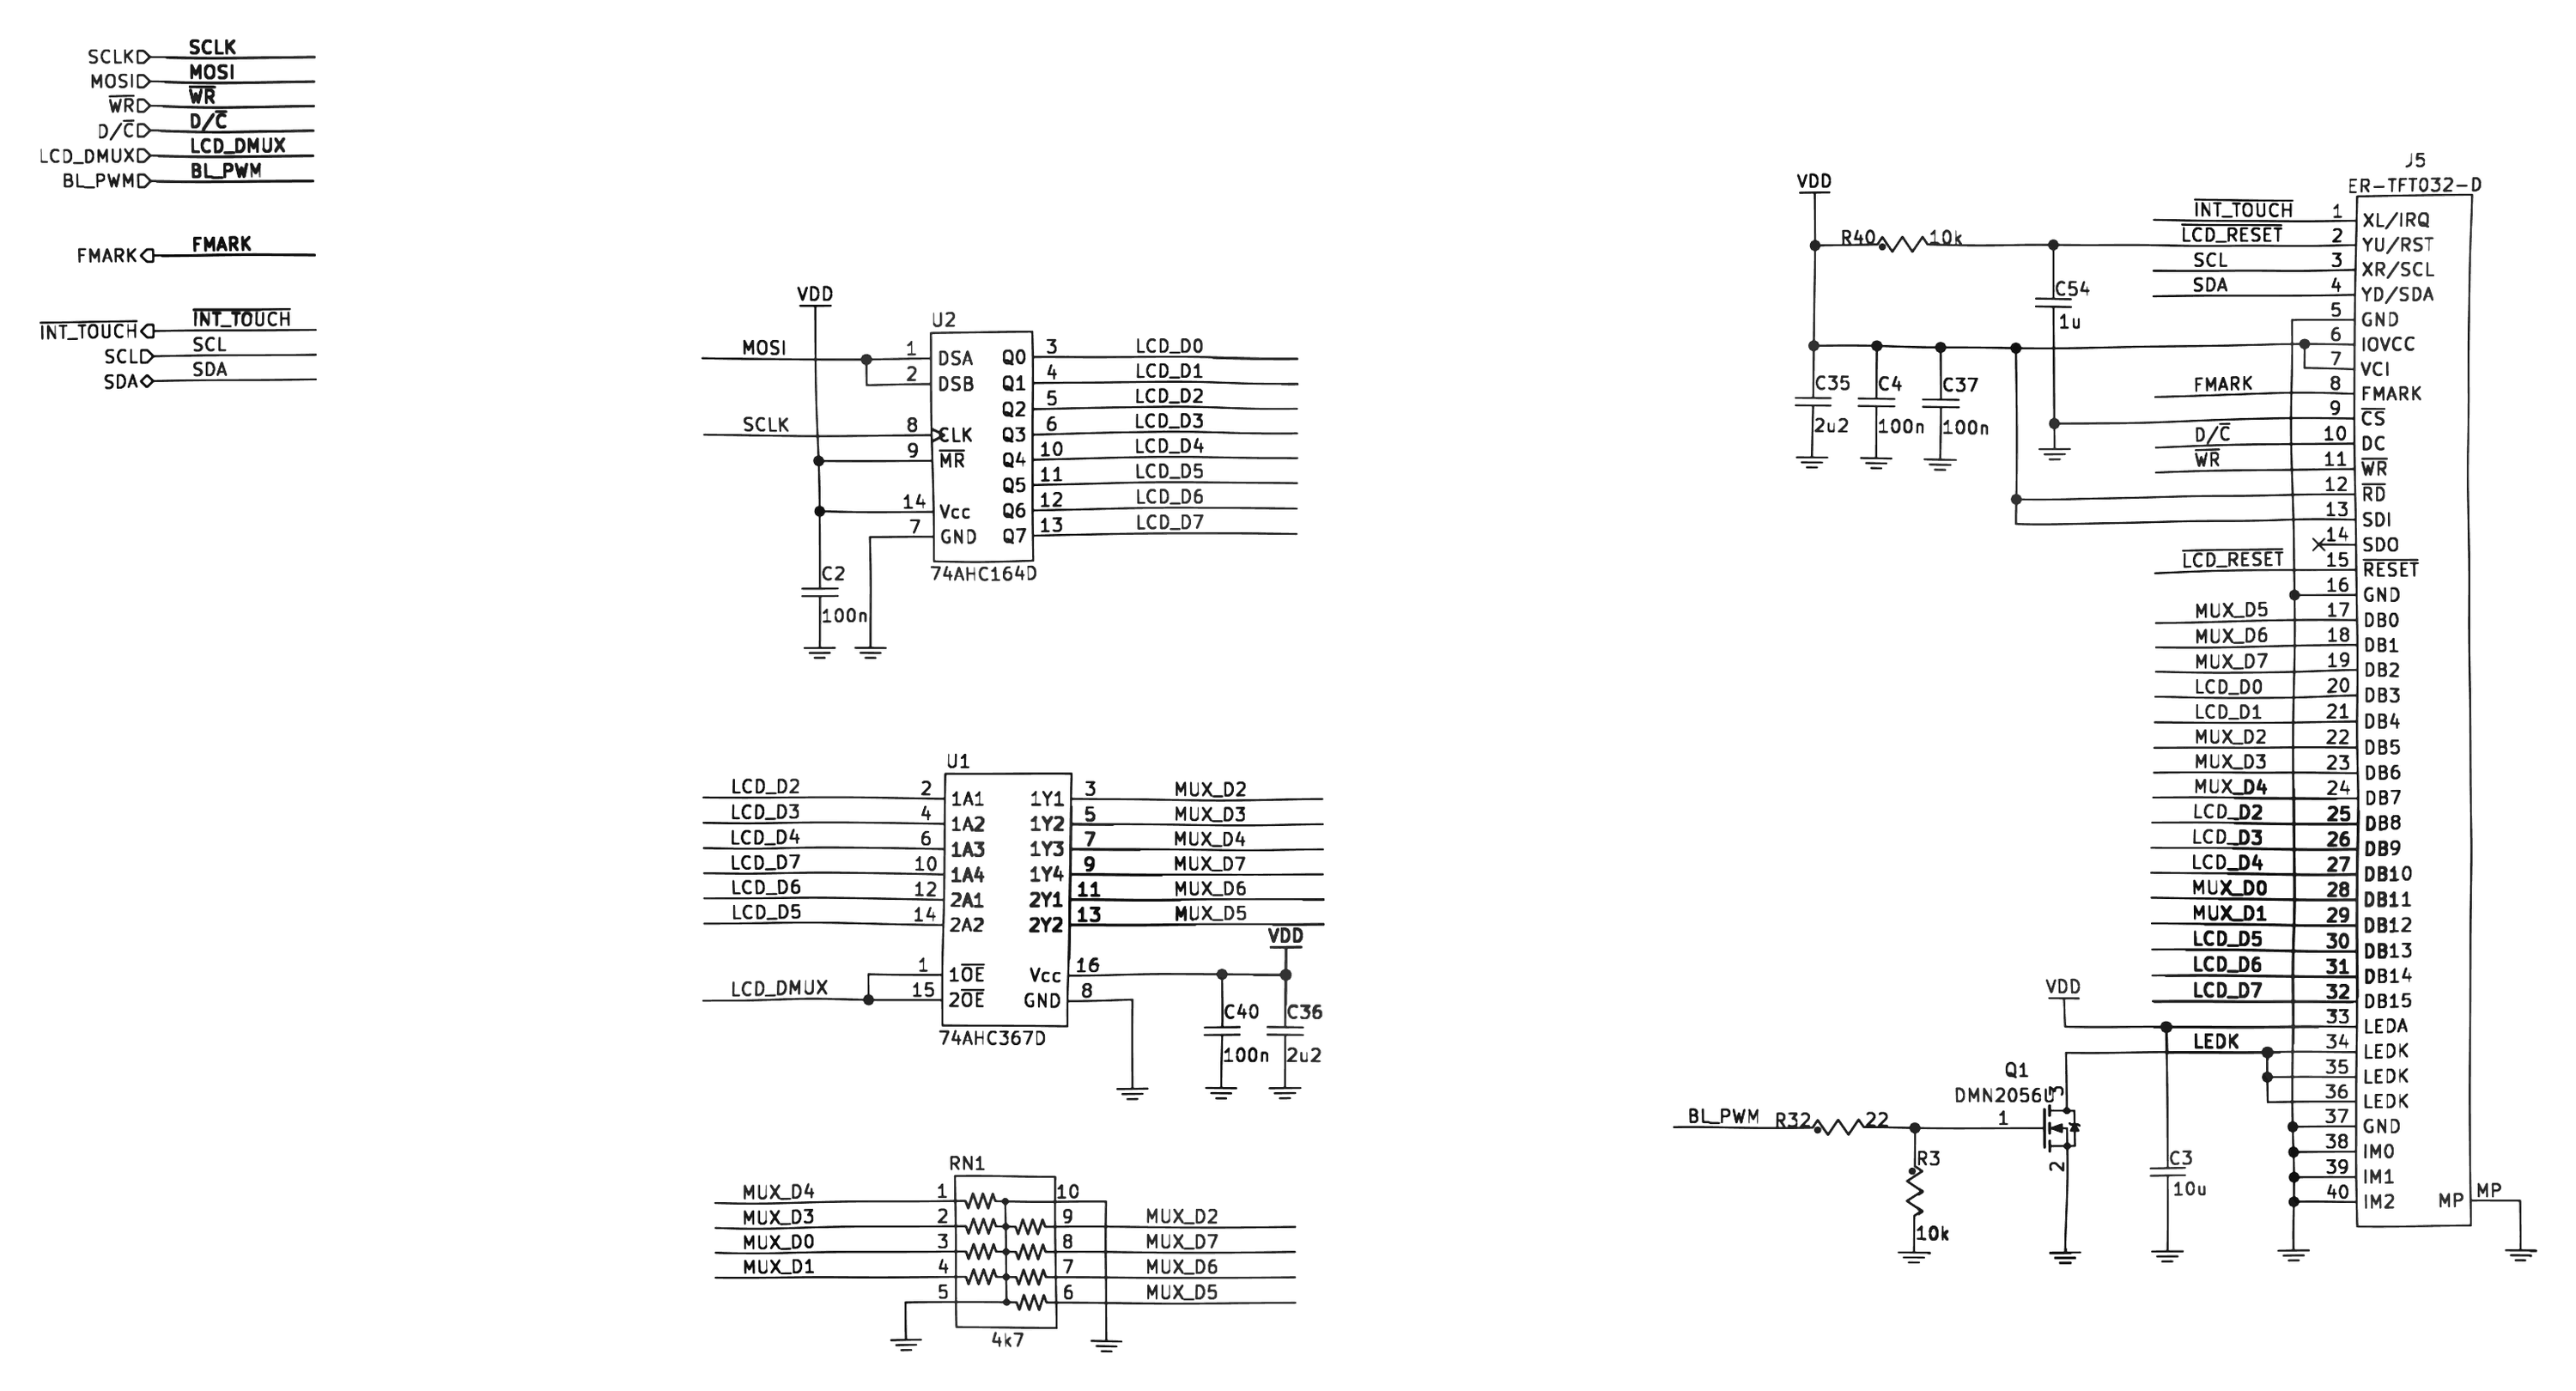 SCLK SCLK
MOSI MOSI
WR WR
D/C D/C
LCD_DMUX LCD_DMUX
BL_PWM BL_PWM
FMARK FMARK
INT_TOUCH INT_TOUCH
SCL SCL
SDA SDA
VDD
U2
MOSI 1 DSA Q0 3 LCD_D0
2 DSB Q1 4 LCD_D1
Q2 5 LCD_D2
SCLK 8 CLK Q3 6 LCD_D3
9 MR Q4 10 LCD_D4
Q5 11 LCD_D5
14 Vcc Q6 12 LCD_D6
7 GND Q7 13 LCD_D7
74AHC164D
C2
100n
U1
LCD_D2 2 1A1 1Y1 3 MUX_D2
LCD_D3 4 1A2 1Y2 5 MUX_D3
LCD_D4 6 1A3 1Y3 7 MUX_D4
LCD_D7 10 1A4 1Y4 9 MUX_D7
LCD_D6 12 2A1 2Y1 11 MUX_D6
LCD_D5 14 2A2 2Y2 13 MUX_D5
VDD
1 1OE Vcc 16
LCD_DMUX 15 2OE GND 8
74AHC367D
C40
100n
C36
2u2
RN1
MUX_D4 1 10
MUX_D3 2 9 MUX_D2
MUX_D0 3 8 MUX_D7
MUX_D1 4 7 MUX_D6
5 6 MUX_D5
4k7
J5
ER-TFT032-D
VDD
R40 10k
C54
1u
C35
2u2
C4
100n
C37
100n
INT_TOUCH 1 XL/IRQ
LCD_RESET 2 YU/RST
SCL 3 XR/SCL
SDA 4 YD/SDA
5 GND
6 IOVCC
7 VCI
FMARK 8 FMARK
9 CS
D/C 10 DC
WR 11 WR
12 RD
13 SDI
14 SDO
LCD_RESET 15 RESET
16 GND
MUX_D5 17 DB0
MUX_D6 18 DB1
MUX_D7 19 DB2
LCD_D0 20 DB3
LCD_D1 21 DB4
MUX_D2 22 DB5
MUX_D3 23 DB6
MUX_D4 24 DB7
LCD_D2 25 DB8
LCD_D3 26 DB9
LCD_D4 27 DB10
MUX_D0 28 DB11
MUX_D1 29 DB12
LCD_D5 30 DB13
LCD_D6 31 DB14
LCD_D7 32 DB15
VDD
33 LEDA
LEDK 34 LEDK
35 LEDK
36 LEDK
37 GND
38 IM0
39 IM1
40 IM2
MP MP
Q1
DMN2056U
3
BL_PWM R32 22 1
2
R3
10k
C3
10u